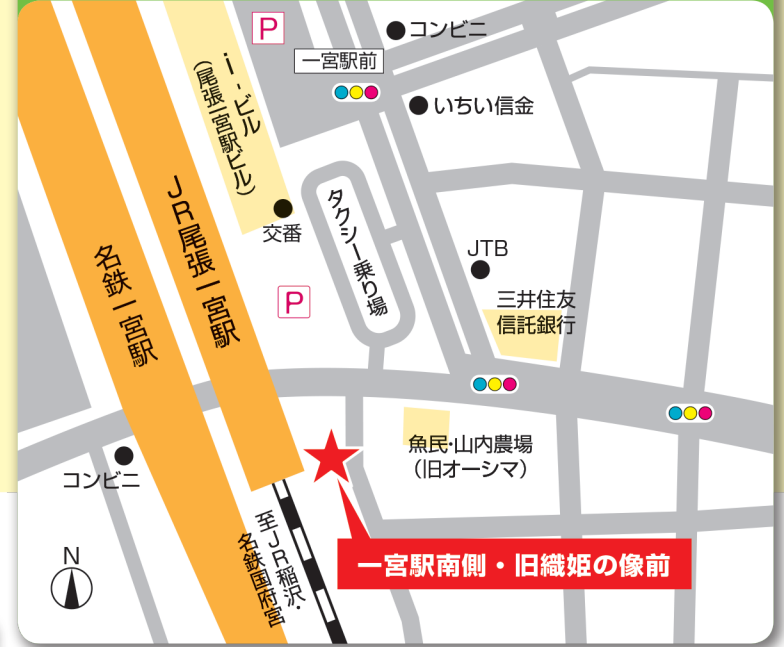 P
コンビニ
一宮駅前
i-ビル
(尾張一宮駅ビル)
いちい信金
交番
タクシー乗り場
JR尾張一宮駅
名鉄一宮駅
JTB
P
三井住友
信託銀行
魚民・山内農場
(旧オーシマ)
コンビニ
至JR稲沢・
名鉄国府宮
一宮駅南側・旧織姫の像前
N